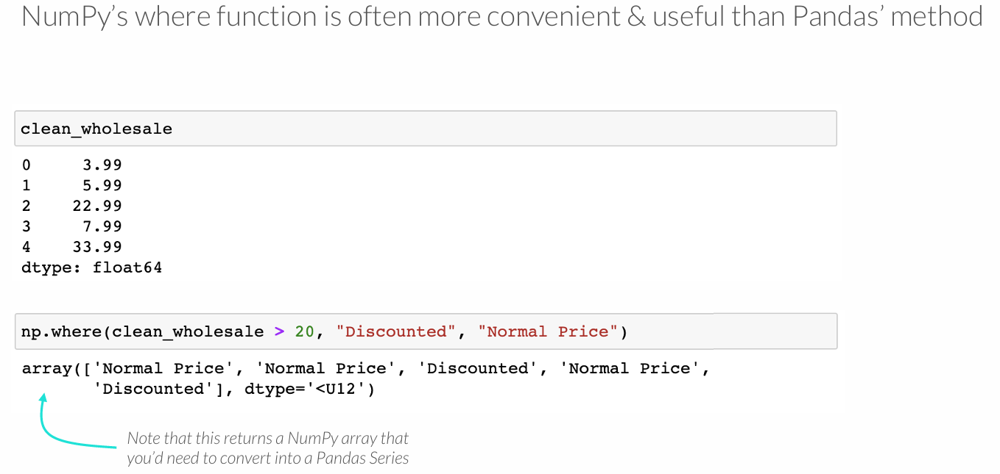 NumPy’s where function is often more convenient & useful than Pandas’ method
clean_wholesale
0 3.99
1 5.99
2 22.99
3 7.99
4 33.99
dtype: float64
np.where(clean_wholesale > 20, "Discounted", "Normal Price")
array(['Normal Price', 'Normal Price', 'Discounted', 'Normal Price',
'Discounted'], dtype='<U12')
Note that this returns a NumPy array that
you’d need to convert into a Pandas Series